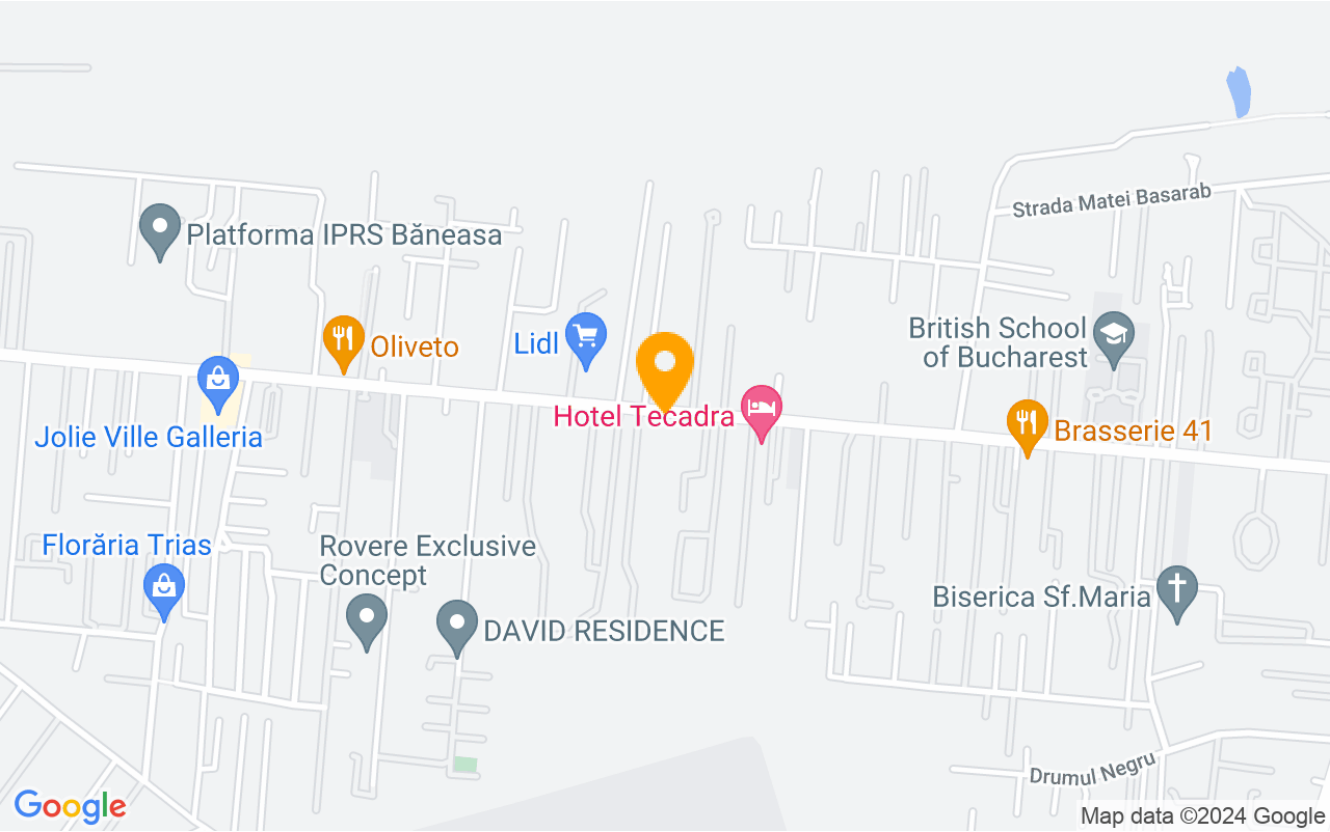 Strada Matei Basarab
Platforma IPRS Băneasa
British School
of Bucharest
Lidl
Oliveto
Hotel Tecadra
Brasserie 41
Jolie Ville Galleria
Florăria Trias
Rovere Exclusive
Concept
Biserica Sf.Maria
DAVID RESIDENCE
Drumul Negru
Google
Map data ©2024 Google